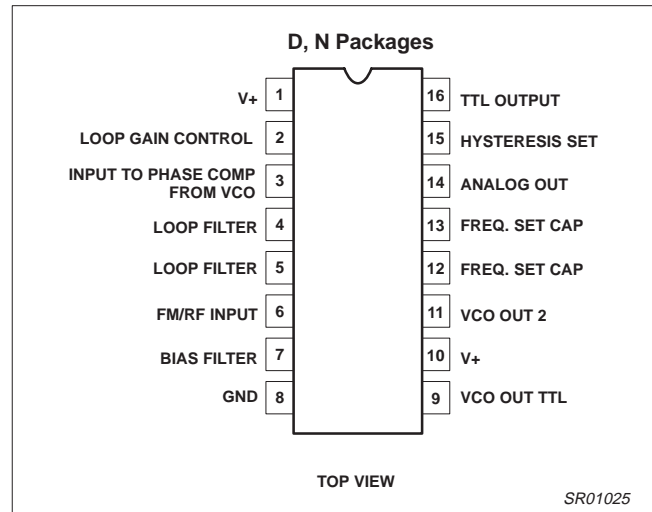 D, N Packages
V+ 1
LOOP GAIN CONTROL 2
INPUT TO PHASE COMP
FROM VCO 3
LOOP FILTER 4
LOOP FILTER 5
FM/RF INPUT 6
BIAS FILTER 7
GND 8
16 TTL OUTPUT
15 HYSTERESIS SET
14 ANALOG OUT
13 FREQ. SET CAP
12 FREQ. SET CAP
11 VCO OUT 2
10 V+
9 VCO OUT TTL
TOP VIEW
SR01025